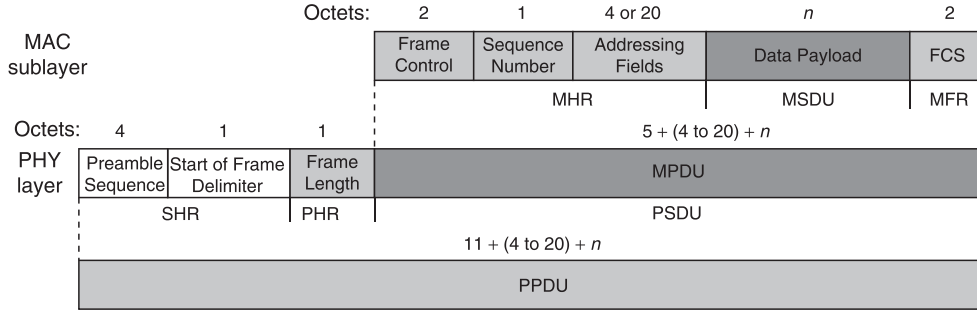 Octets: 2 1 4 or 20 n 2
MAC sublayer
Frame Control
Sequence Number
Addressing Fields
Data Payload
FCS
MHR MSDU MFR
Octets: 4 1 1 5 + (4 to 20) + n
PHY layer
Preamble Sequence
Start of Frame Delimiter
Frame Length
MPDU
SHR PHR PSDU
11 + (4 to 20) + n
PPDU